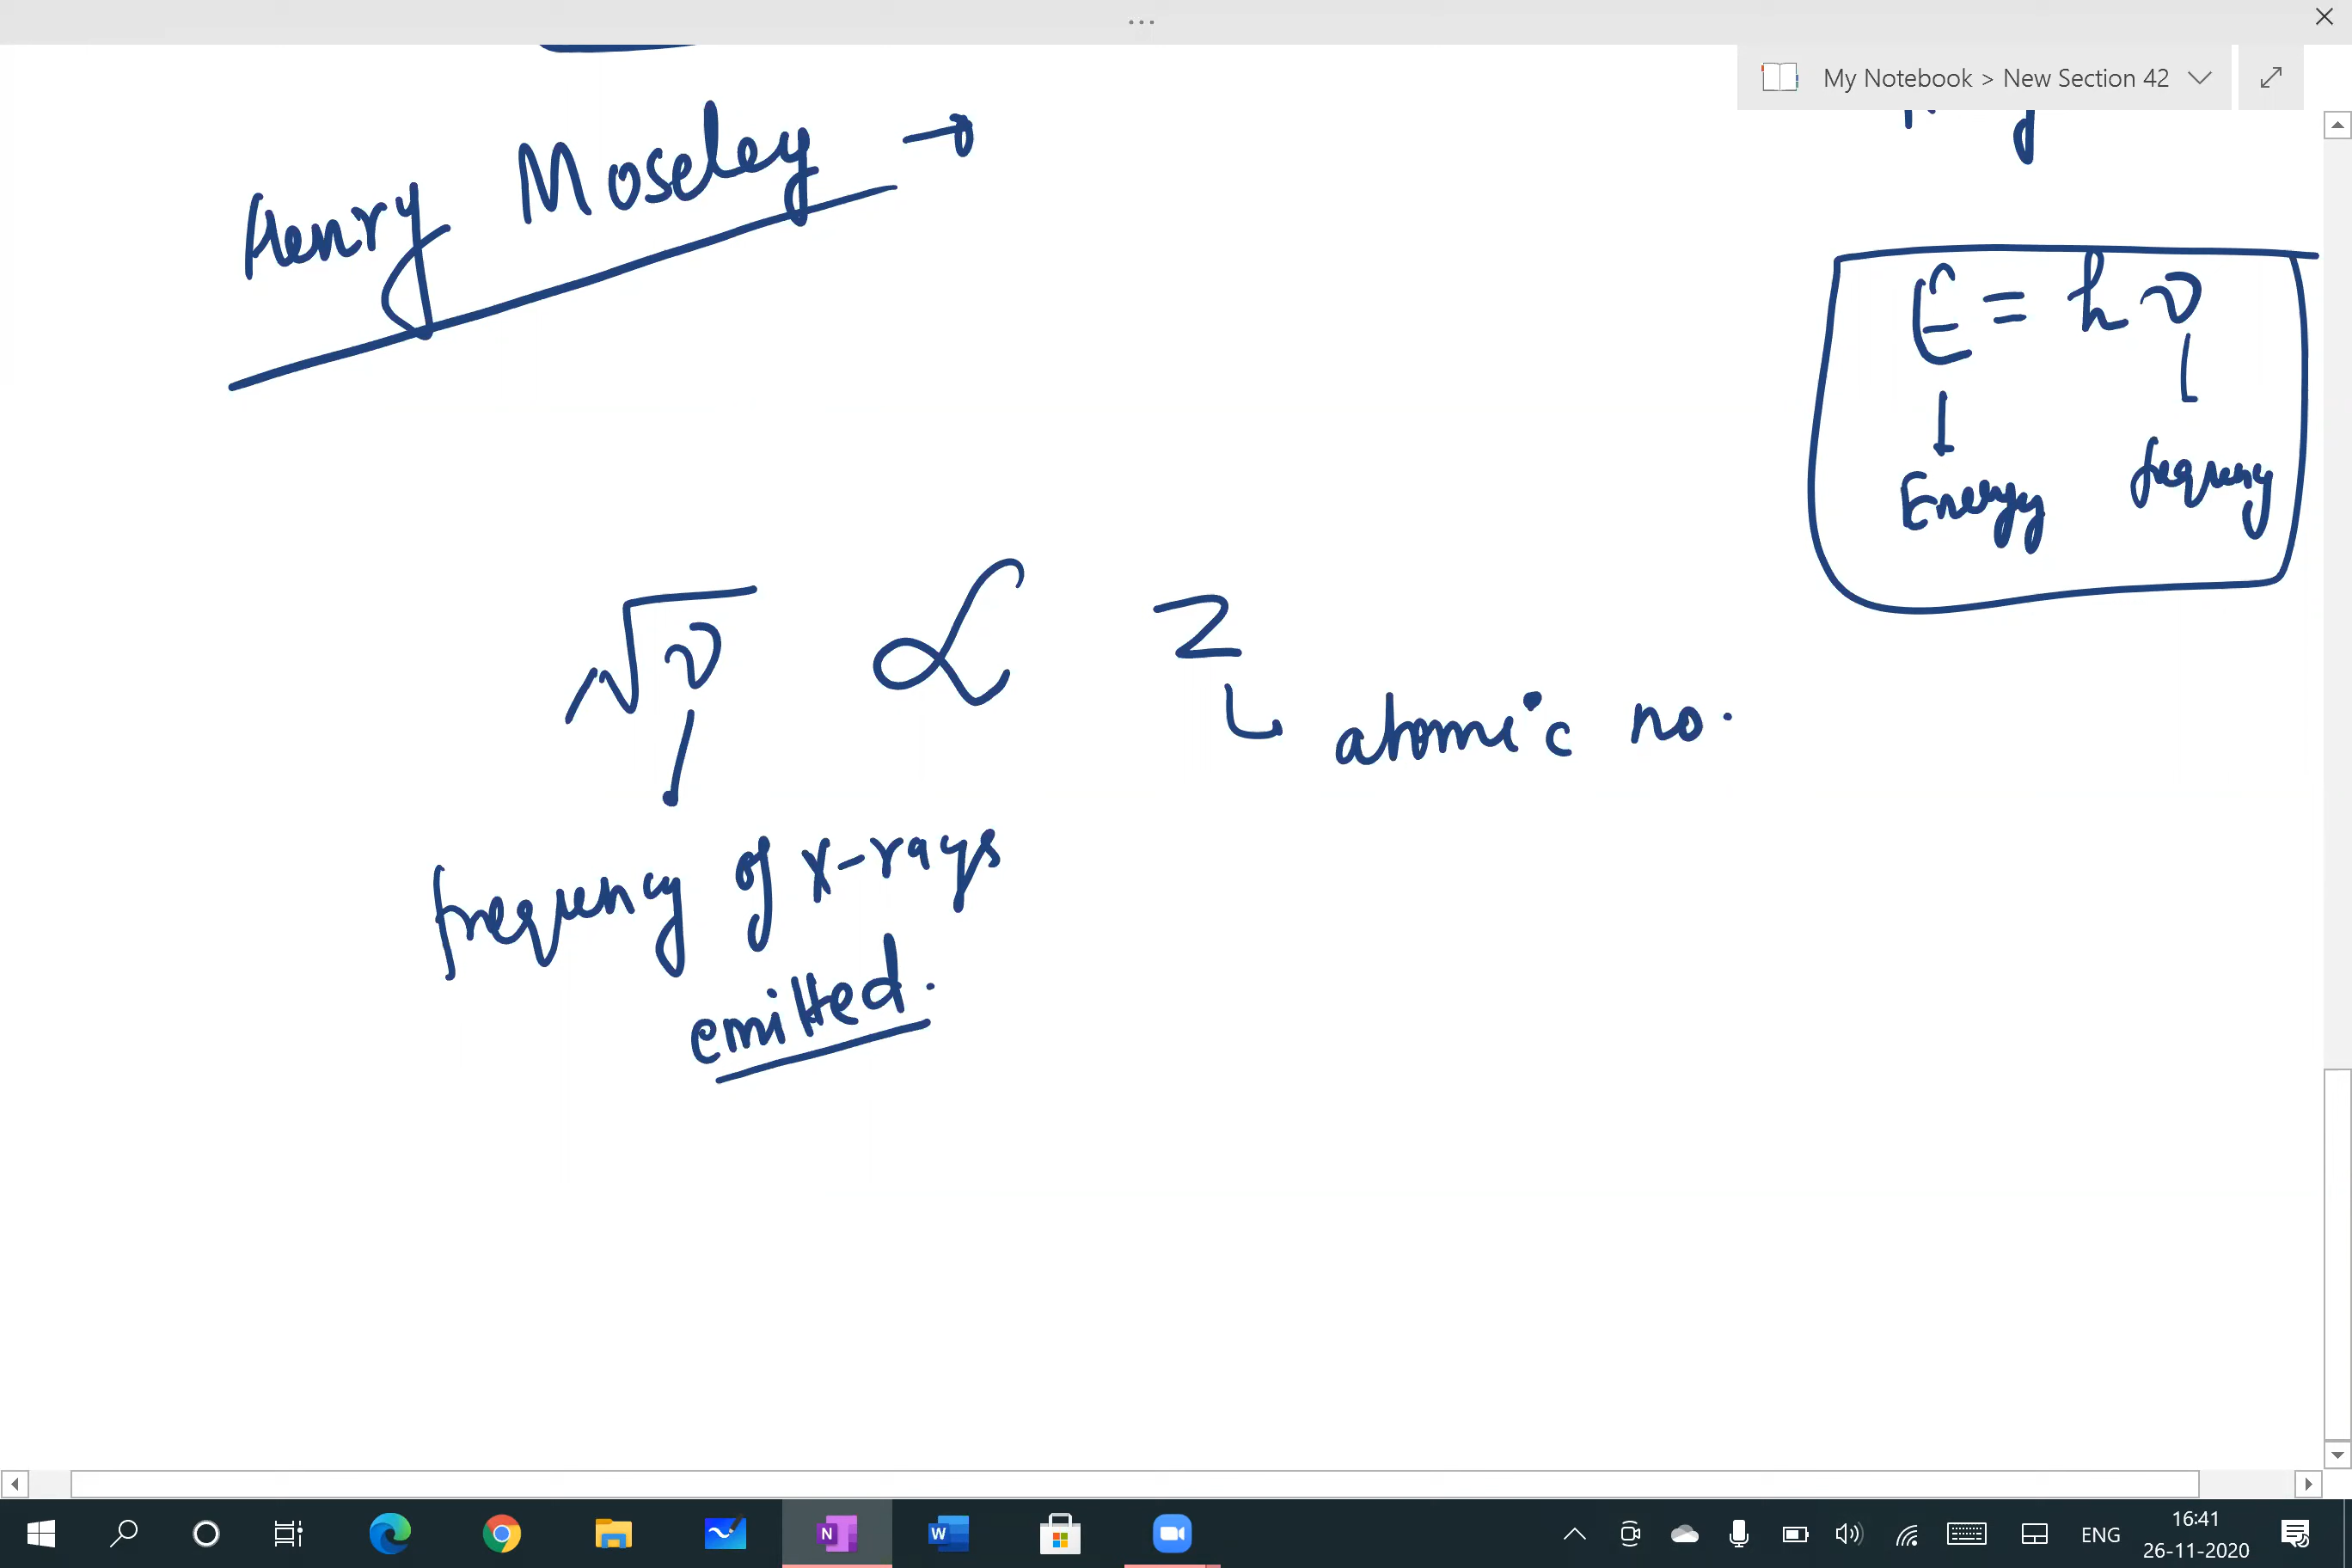 My Notebook > New Section 42
Henry Moseley →
E = hν
Energy frequency
√ν ∝ Z
atomic no.
frequency of x-rays
emitted.
ENG
16:41
26-11-2020